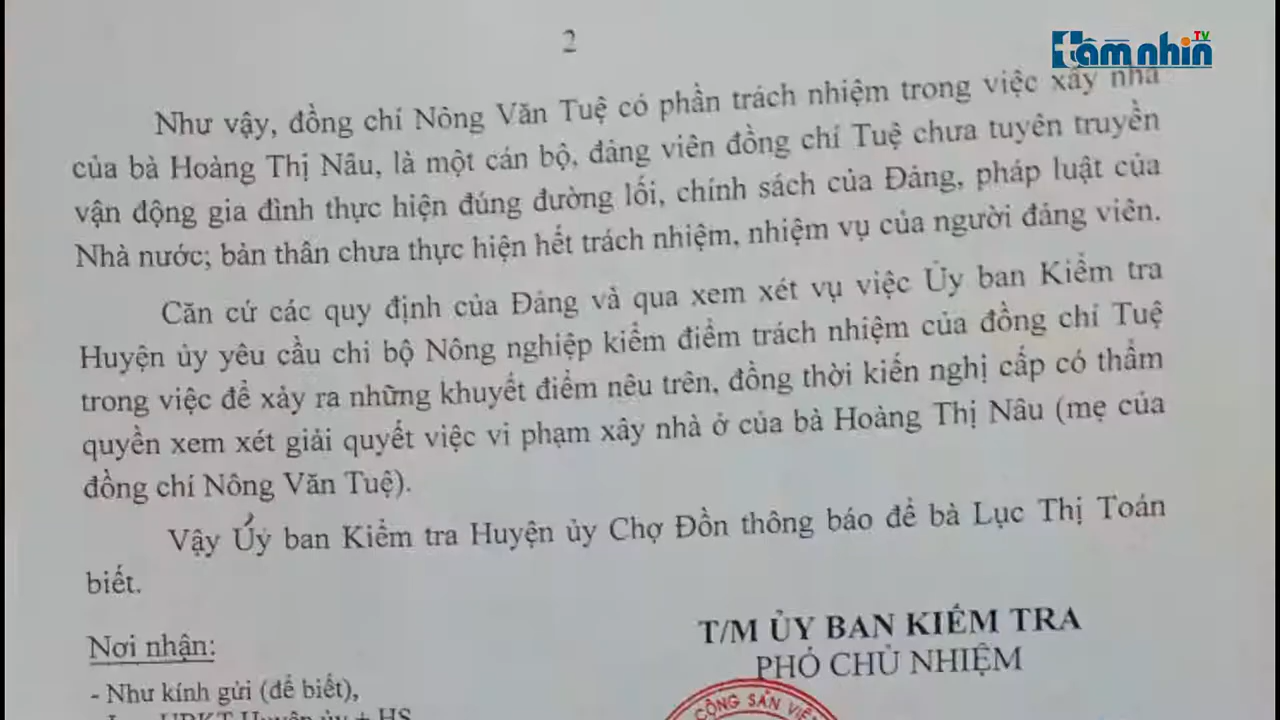 2
tâmnhìn TV
Như vậy, đồng chí Nông Văn Tuệ có phần trách nhiệm trong việc xây nhà
của bà Hoàng Thị Nâu, là một cán bộ, đảng viên đồng chí Tuệ chưa tuyên truyền
vận động gia đình thực hiện đúng đường lối, chính sách của Đảng, pháp luật của
Nhà nước; bản thân chưa thực hiện hết trách nhiệm, nhiệm vụ của người đảng viên.
Căn cứ các quy định của Đảng và qua xem xét vụ việc Ủy ban Kiểm tra
Huyện ủy yêu cầu chi bộ Nông nghiệp kiểm điểm trách nhiệm của đồng chí Tuệ
trong việc để xảy ra những khuyết điểm nêu trên, đồng thời kiến nghị cấp có thẩm
quyền xem xét giải quyết việc vi phạm xây nhà ở của bà Hoàng Thị Nâu (mẹ của
đồng chí Nông Văn Tuệ).
Vậy Ủy ban Kiểm tra Huyện ủy Chợ Đồn thông báo để bà Lục Thị Toán
biết.
Nơi nhận:
T/M ỦY BAN KIỂM TRA
PHÓ CHỦ NHIỆM
- Như kính gửi (để biết),
UBKT Huyện ủy + HS
CỘNG SẢN VIỆ